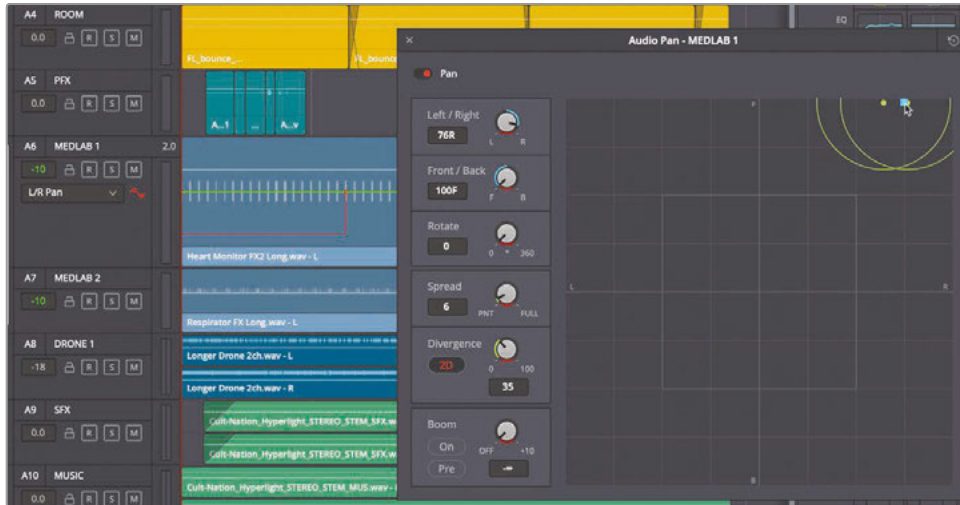 A4 ROOM
0.0 R S M
FL_bounce_...
FL_bounc
A5 PFX
0.0 R S M
A...1 ... A...v
A6 MEDLAB 1 2.0
-10 R S M
L/R Pan
Heart Monitor FX2 Long.wav - L
A7 MEDLAB 2
-10 R S M
Respirator FX Long.wav - L
A8 DRONE 1
-18 R S M
Longer Drone 2ch.wav - L
Longer Drone 2ch.wav - R
A9 SFX
0.0 R S M
Cult-Nation_Hyperlight_STEREO_STEM_SFX.w
Cult-Nation_Hyperlight_STEREO_STEM_SFX.w
A10 MUSIC
0.0 R S M
Cult-Nation_Hyperlight_STEREO_STEM_MUS.wav -
EQ
Audio Pan - MEDLAB 1
Pan
Left / Right
76R
L R
Front / Back
100F
F B
Rotate
0
0 360
Spread
6
PNT FULL
Divergence
2D
0 100
35
Boom
On
OFF +10
Pre
-∞
F
L R
B